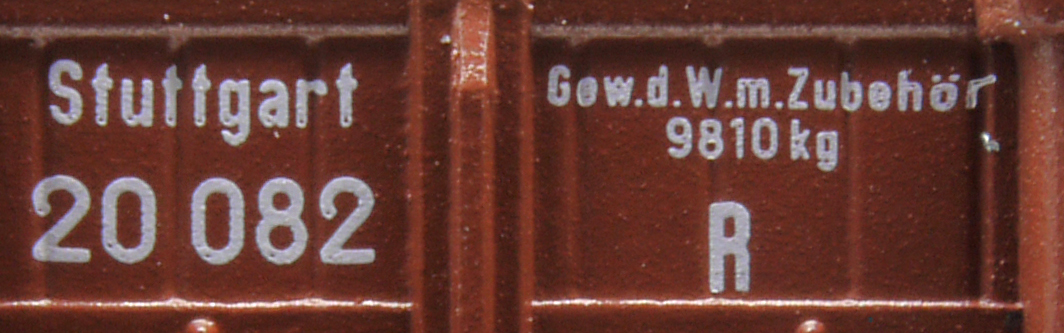 Stuttgart
20 082
Gew.d.W.m.Zubehör
9810 kg
R